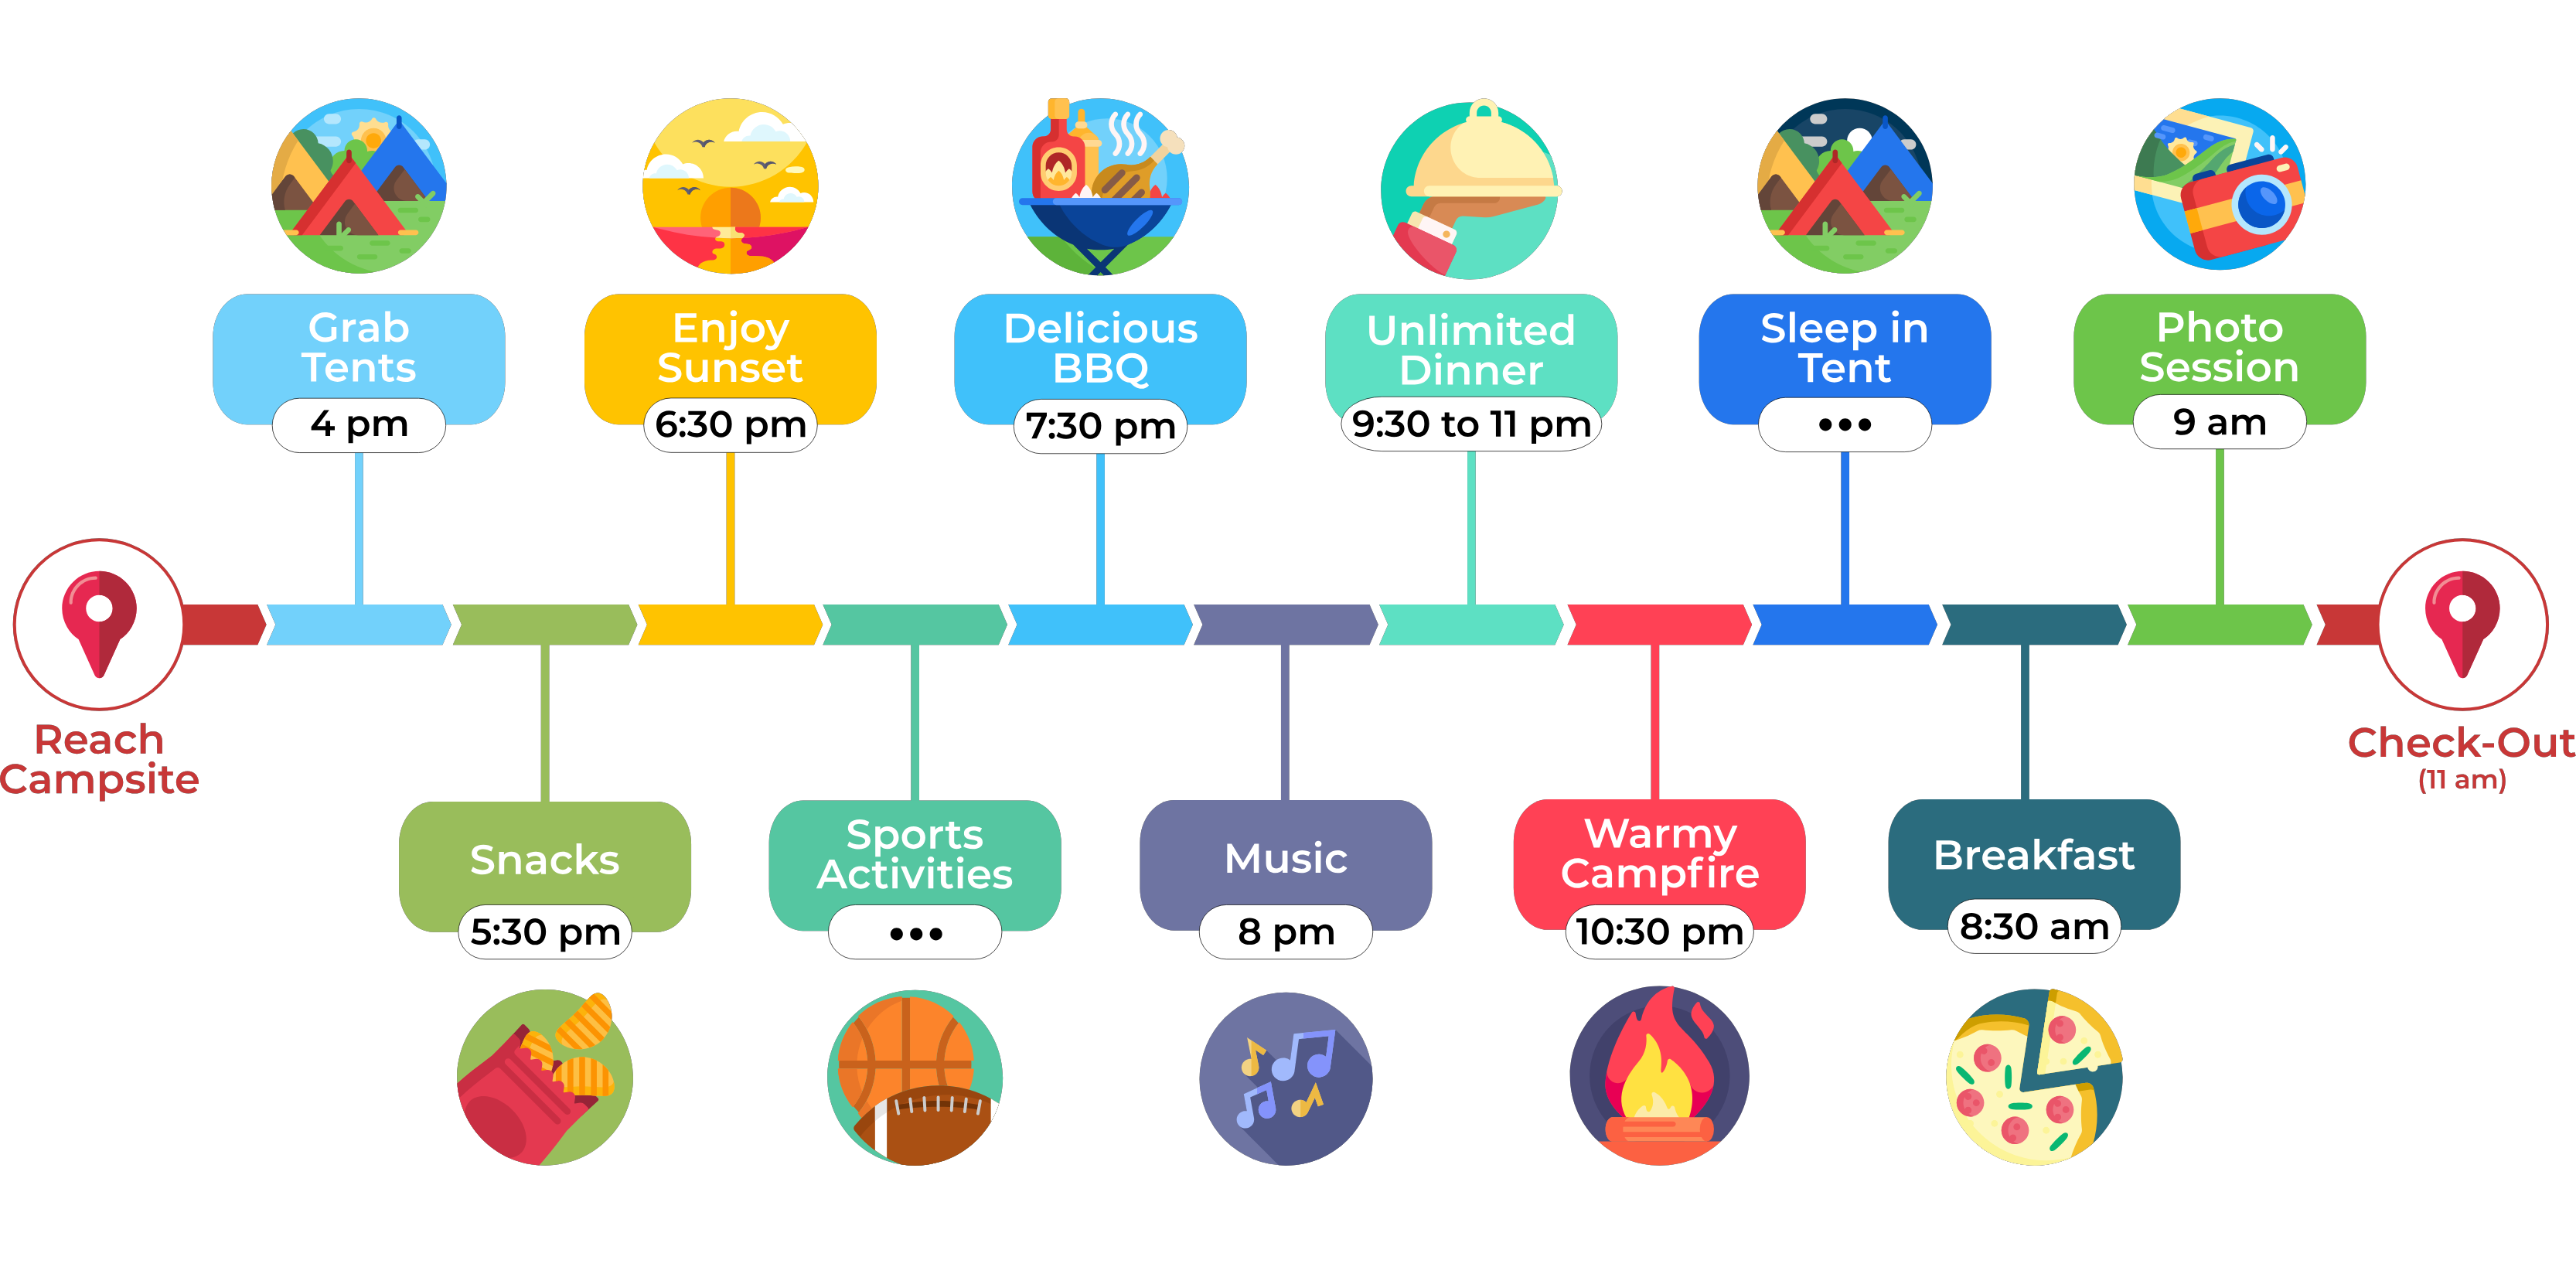 Reach
Campsite
Grab
Tents
4 pm
Snacks
5:30 pm
Enjoy
Sunset
6:30 pm
Sports
Activities
•••
Delicious
BBQ
7:30 pm
Music
8 pm
Unlimited
Dinner
9:30 to 11 pm
Warmy
Campfire
10:30 pm
Sleep in
Tent
•••
Breakfast
8:30 am
Photo
Session
9 am
Check-Out
(11 am)